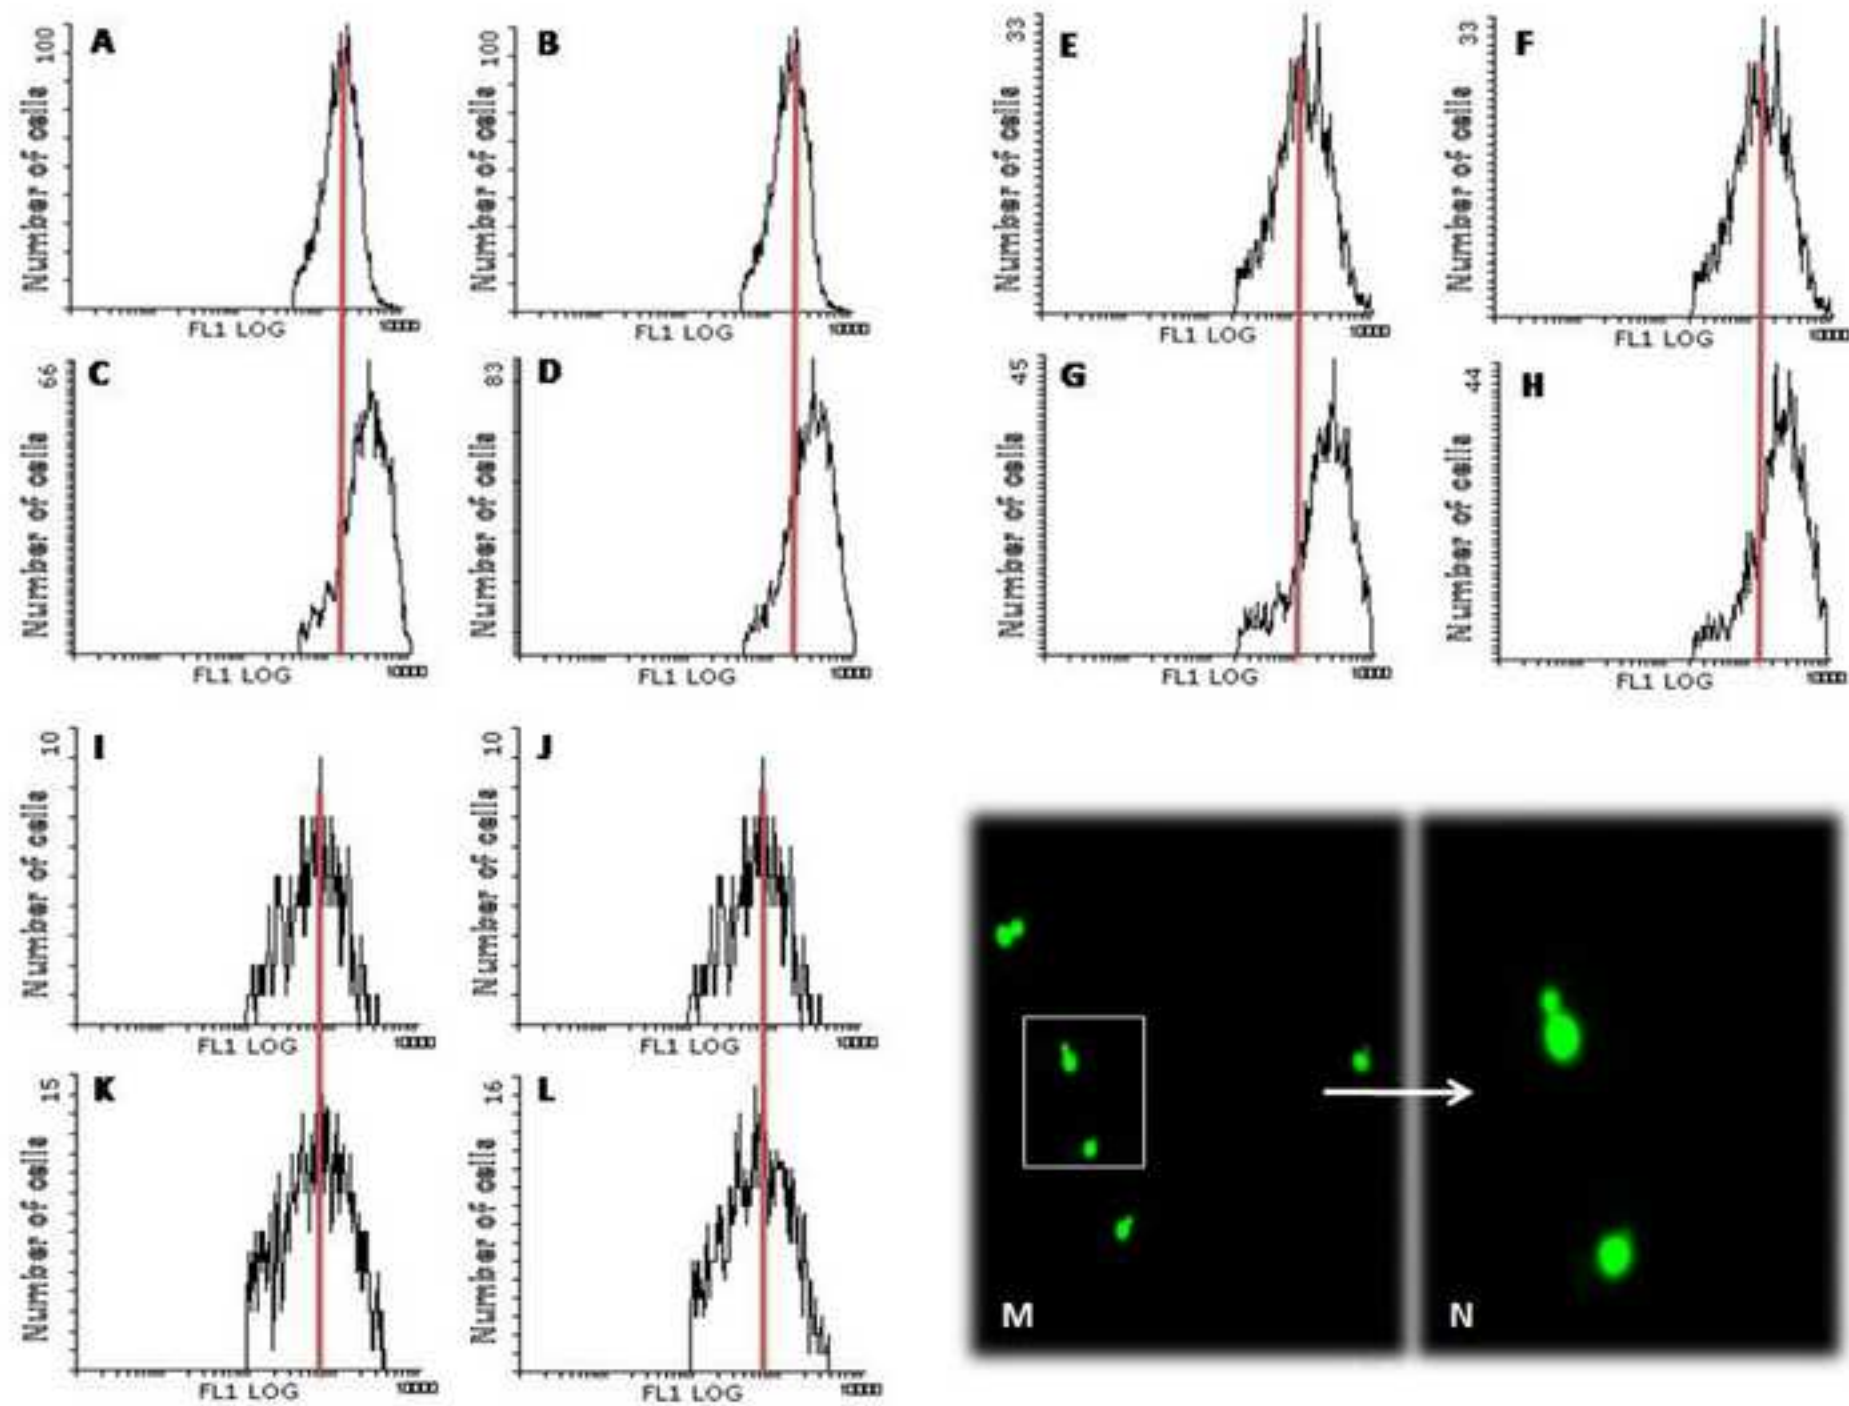 A
100
Number of cells
FL1 LOG
10000
B
100
Number of cells
FL1 LOG
10000
E
33
Number of cells
FL1 LOG
10000
F
33
Number of cells
FL1 LOG
10000
C
66
Number of cells
FL1 LOG
10000
D
83
Number of cells
FL1 LOG
10000
G
45
Number of cells
FL1 LOG
10000
H
44
Number of cells
FL1 LOG
10000
I
10
Number of cells
FL1 LOG
10000
J
10
Number of cells
FL1 LOG
10000
K
15
Number of cells
FL1 LOG
10000
L
16
Number of cells
FL1 LOG
10000
M
N